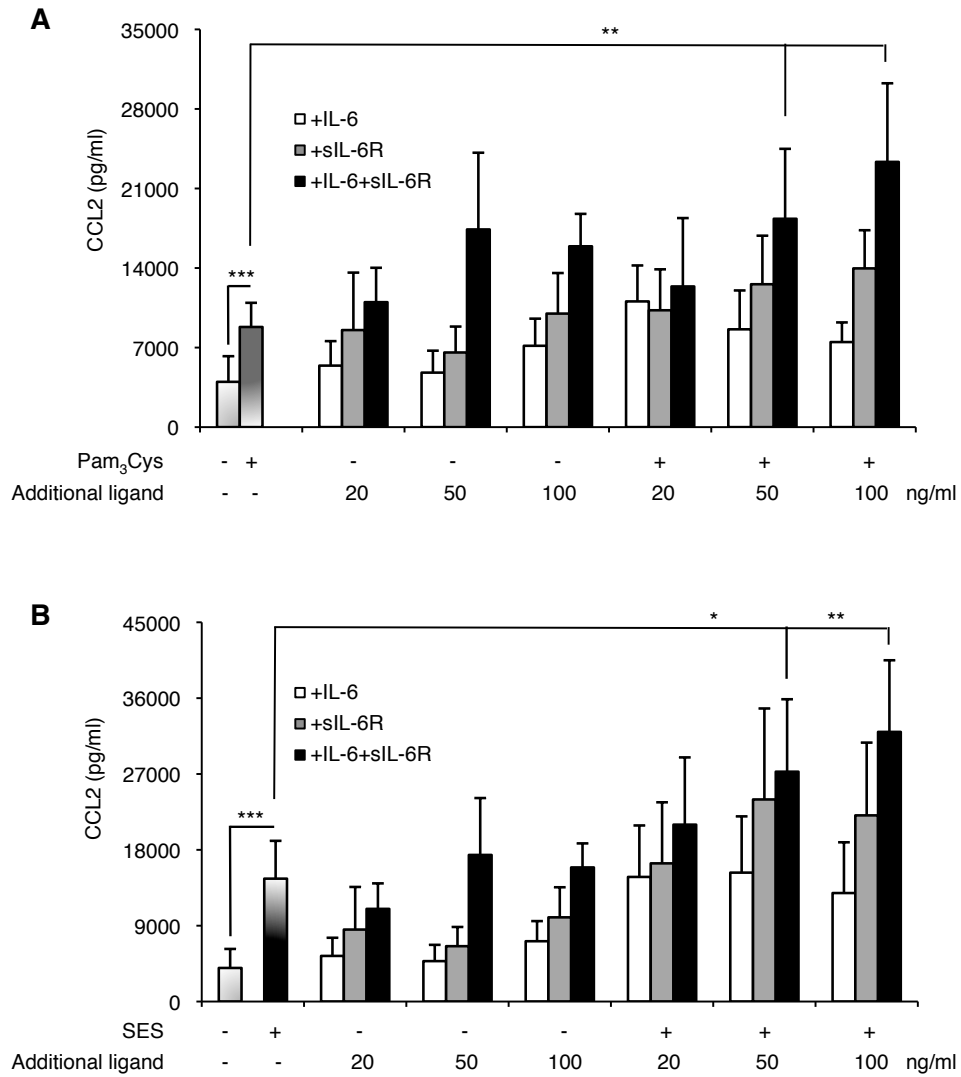 A
35000
28000
21000
14000
7000
0
CCL2 (pg/ml)
**
***
+IL-6
+sIL-6R
+IL-6+sIL-6R
Pam3Cys - + - - - + + +
Additional ligand - - 20 50 100 20 50 100 ng/ml
B
45000
36000
27000
18000
9000
0
CCL2 (pg/ml)
* **
***
+IL-6
+sIL-6R
+IL-6+sIL-6R
SES - + - - - + + +
Additional ligand - - 20 50 100 20 50 100 ng/ml